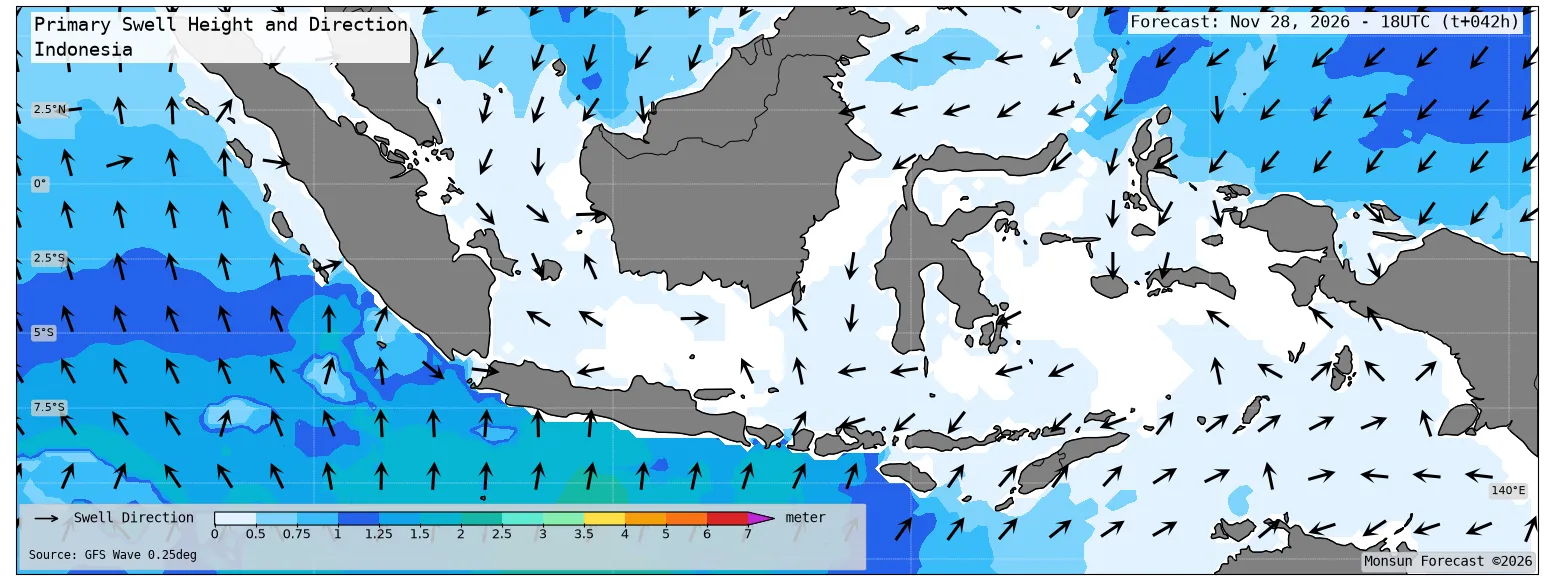 Primary Swell Height and Direction
Indonesia
Forecast: Nov 28, 2026 - 18UTC (t+042h)
2.5°N
0°
2.5°S
5°S
7.5°S
140°E
Swell Direction
0 0.5 0.75 1 1.25 1.5 2 2.5 3 3.5 4 5 6 7
meter
Source: GFS Wave 0.25deg
Monsun Forecast ©2026